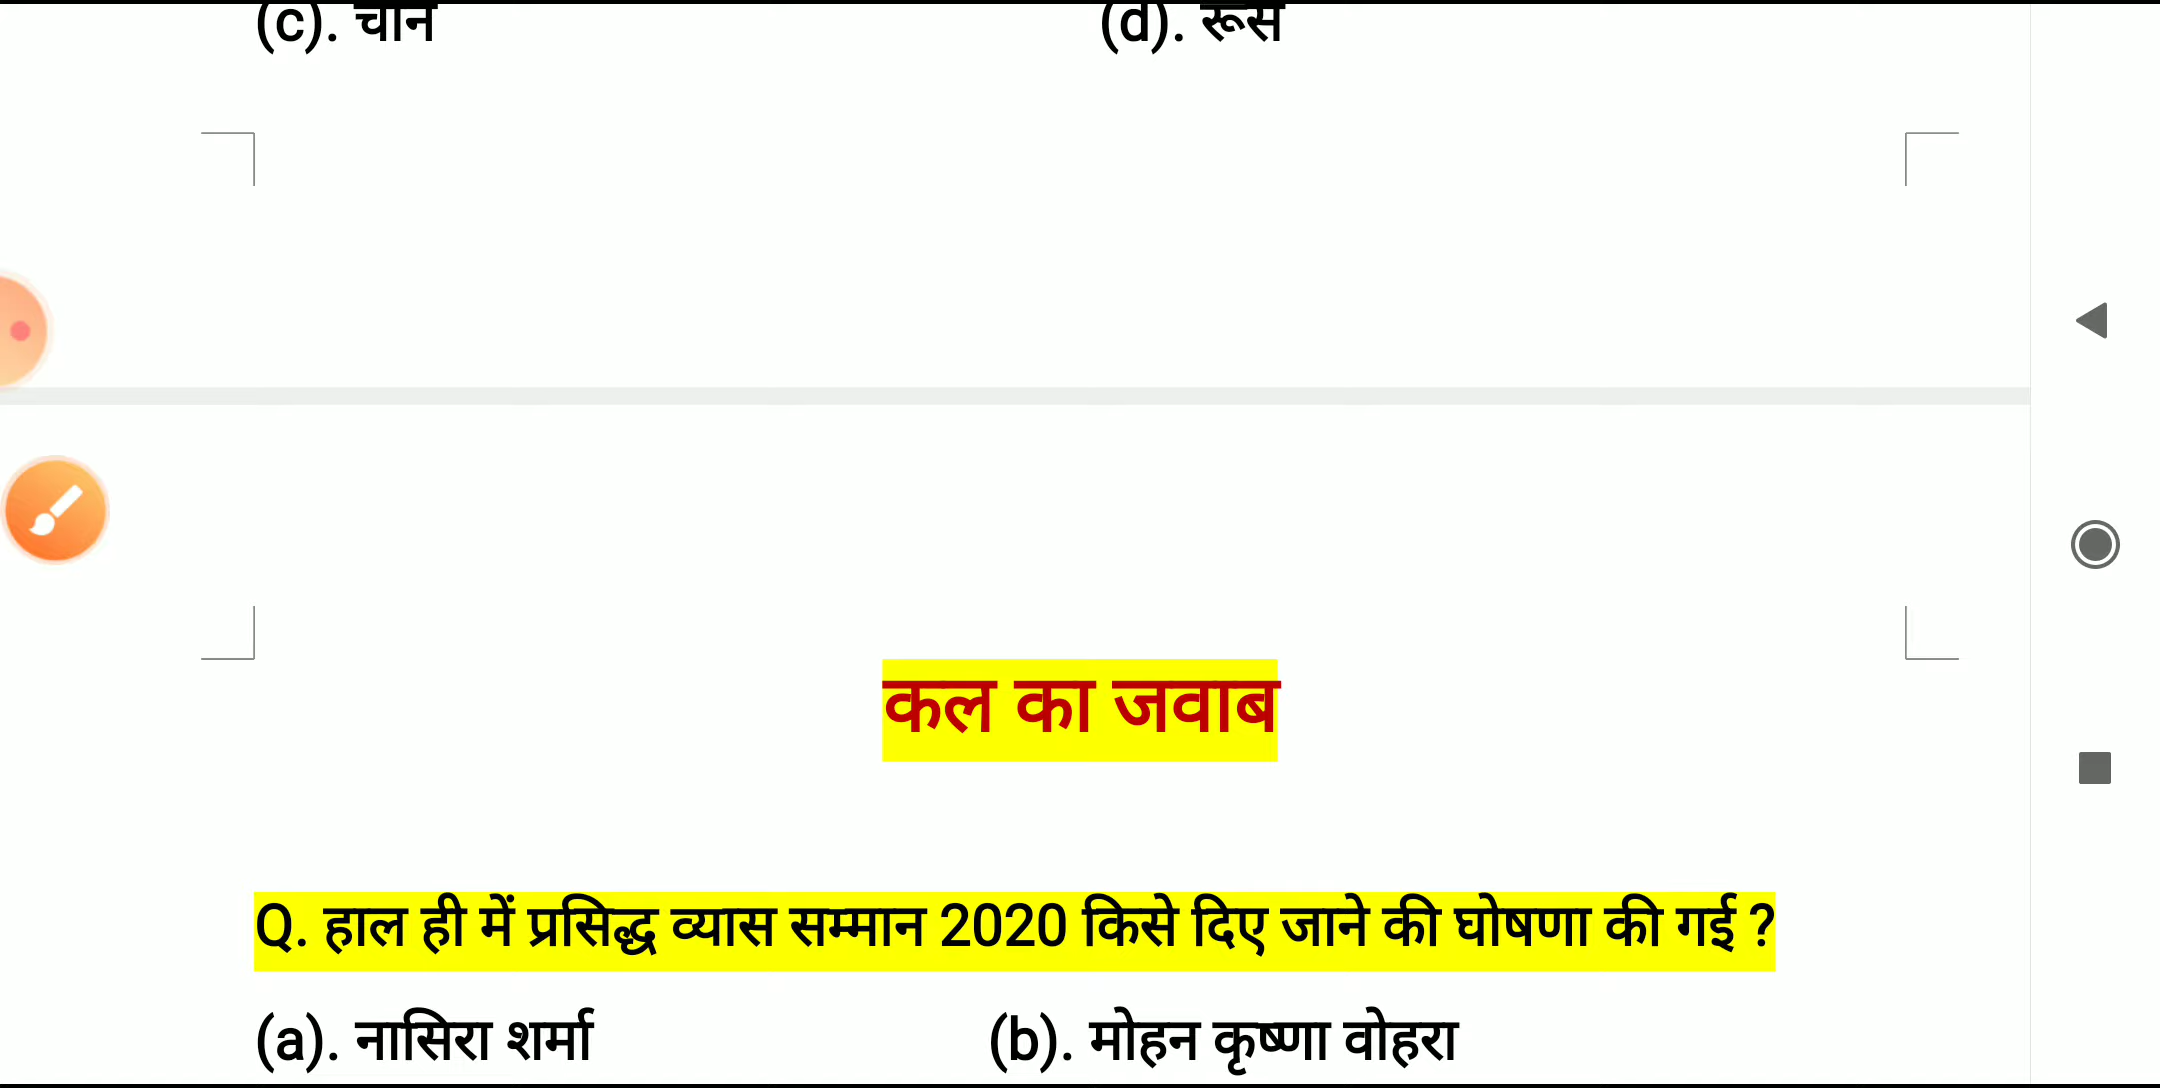 (c). चीन (d). रूस
कल का जवाब
Q. हाल ही में प्रसिद्ध व्यास सम्मान 2020 किसे दिए जाने की घोषणा की गई ?
(a). नासिरा शर्मा (b). मोहन कृष्णा वोहरा